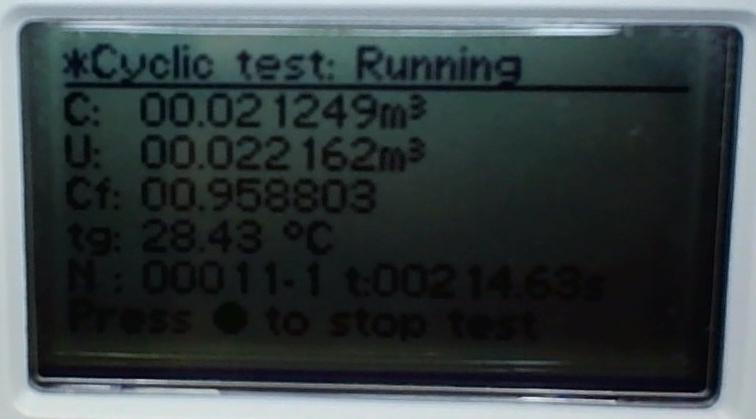 *Cyclic test: Running
C: 00.021249m³
U: 00.022162m³
Cf: 00.958803
tg: 28.43 °C
N : 00011-1 t:00214.63s
Press ● to stop test